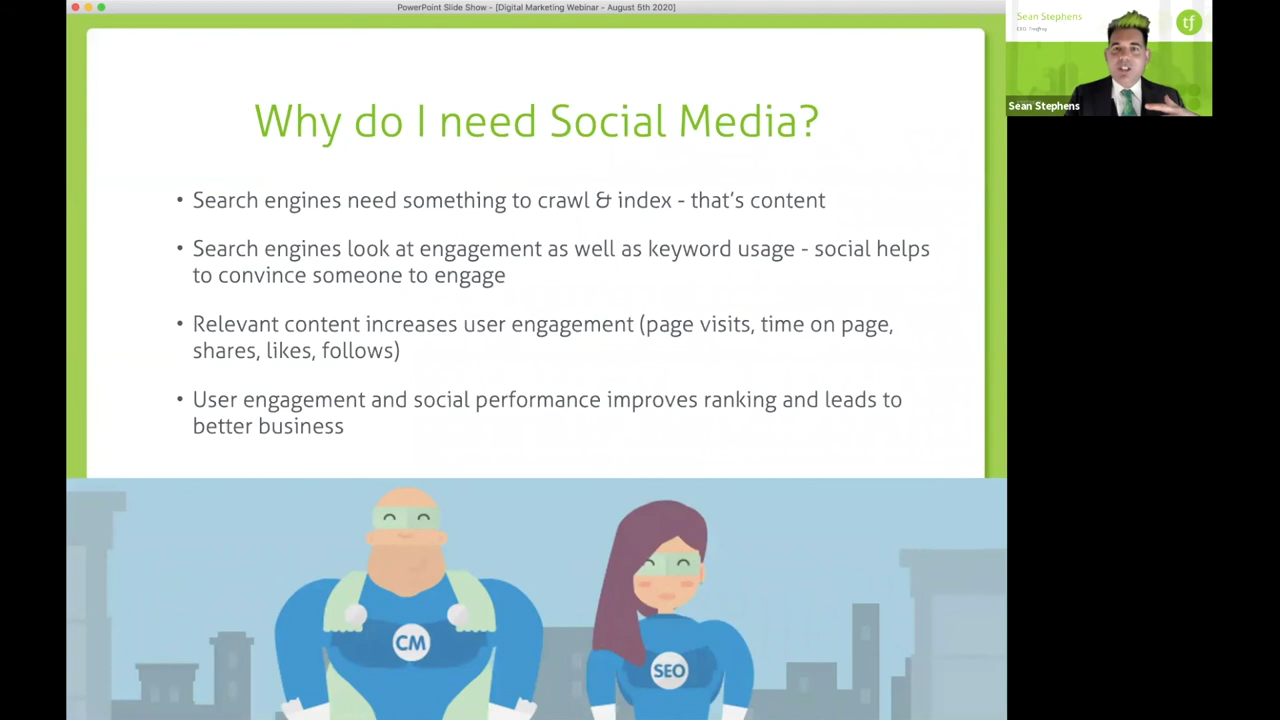 PowerPoint Slide Show - [Digital Marketing Webinar - August 5th 2020]
Sean Stephens
CEO Treefrog
tf
Sean Stephens
Why do I need Social Media?
• Search engines need something to crawl & index - that's content
• Search engines look at engagement as well as keyword usage - social helps
to convince someone to engage
• Relevant content increases user engagement (page visits, time on page,
shares, likes, follows)
• User engagement and social performance improves ranking and leads to
better business
CM
SEO